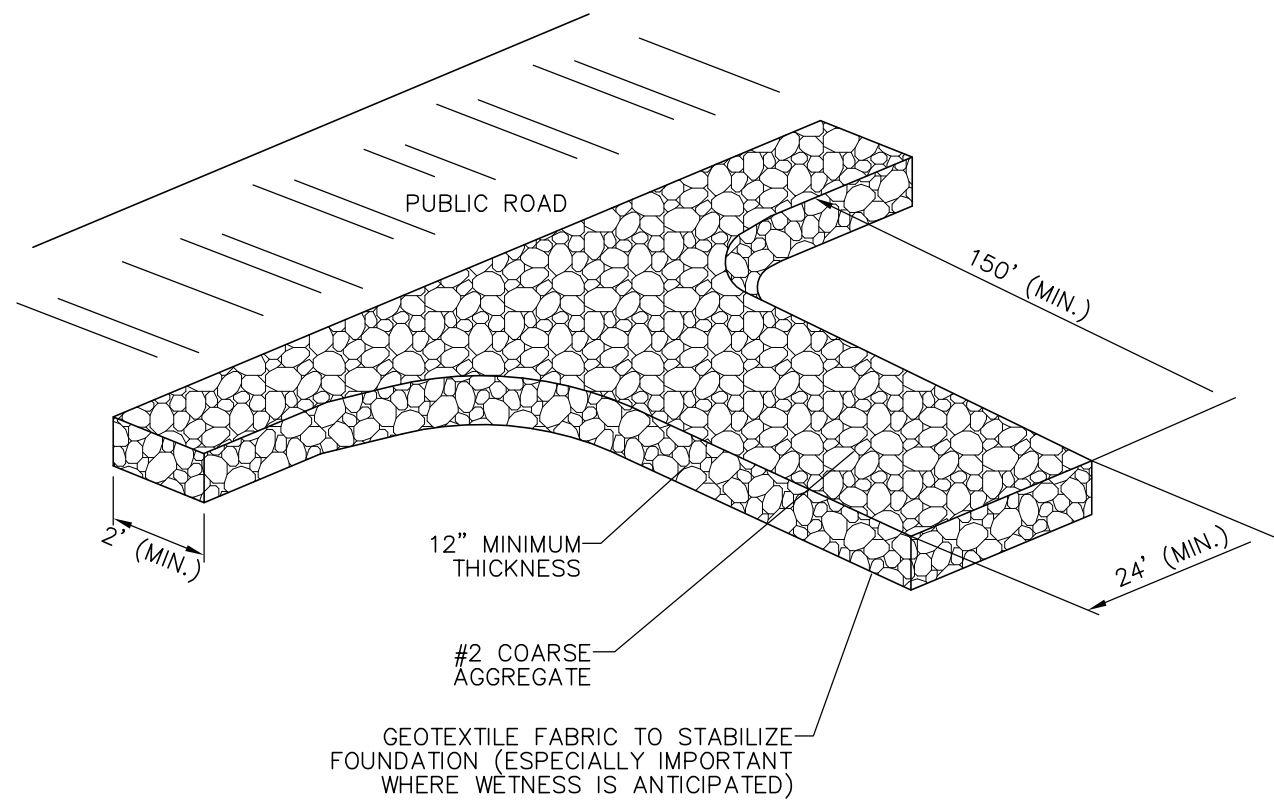 PUBLIC ROAD
150' (MIN.)
2' (MIN.)
12” MINIMUM
THICKNESS
24' (MIN.)
#2 COARSE
AGGREGATE
GEOTEXTILE FABRIC TO STABILIZE
FOUNDATION (ESPECIALLY IMPORTANT
WHERE WETNESS IS ANTICIPATED)